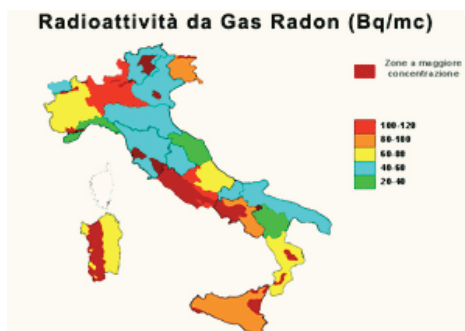 Radioattività da Gas Radon (Bq/mc)
Zone a maggiore
concentrazione
100-120
80-100
60-80
40-60
20-40